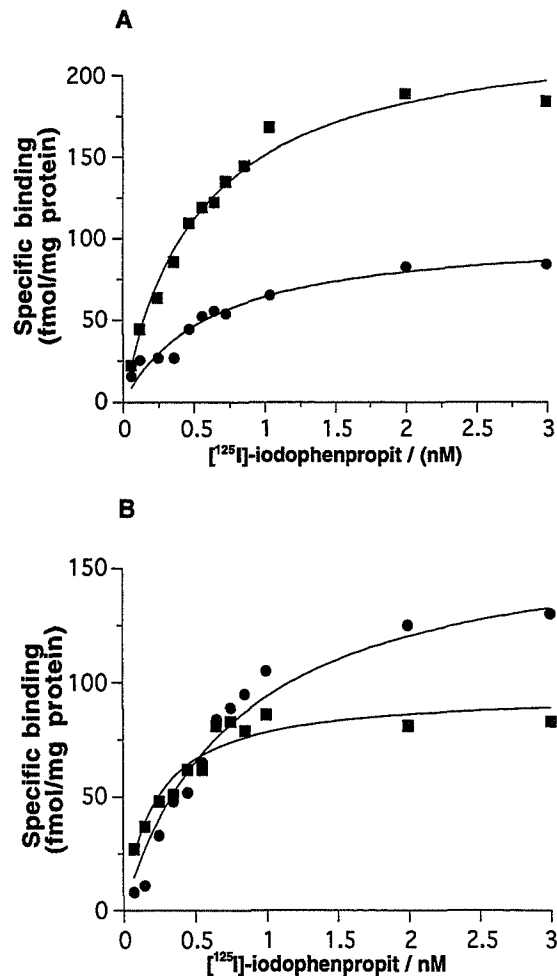 A
Specific binding
(fmol/mg protein)
200
150
100
50
0
0 0.5 1 1.5 2 2.5 3
[¹²⁵I]-iodophenpropit / (nM)
B
Specific binding
(fmol/mg protein)
150
100
50
0
0 0.5 1 1.5 2 2.5 3
[¹²⁵I]-iodophenpropit / nM